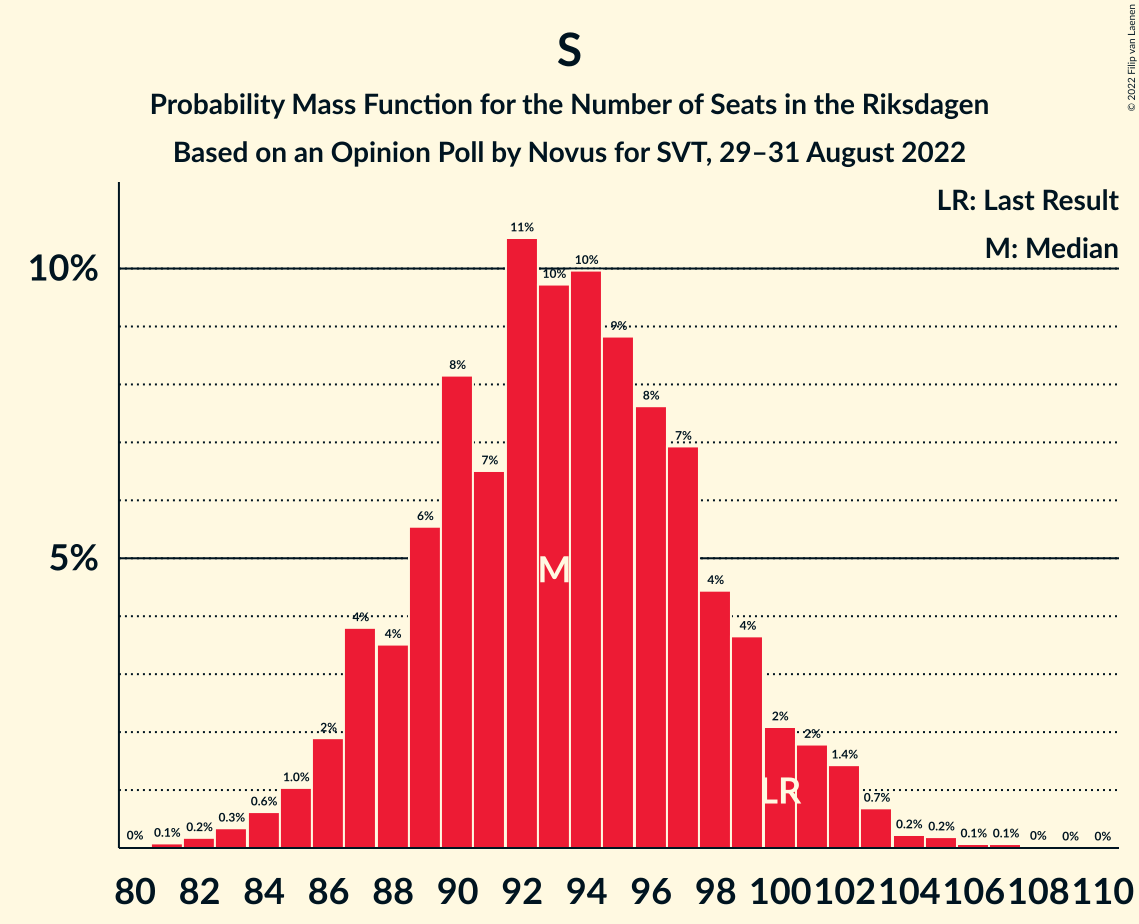 © 2022 Filip van Laenen
S
Probability Mass Function for the Number of Seats in the Riksdagen
Based on an Opinion Poll by Novus for SVT, 29–31 August 2022
LR: Last Result
M: Median
10%
5%
0% 0.1% 0.2% 0.3% 0.6% 1.0% 2% 4% 4% 6% 8% 7% 11% 10% 10% 9% 8% 7% 4% 4% 2% 2% 1.4% 0.7% 0.2% 0.2% 0.1% 0.1% 0% 0% 0%
M
LR
80 82 84 86 88 90 92 94 96 98 100 102 104 106 108 110